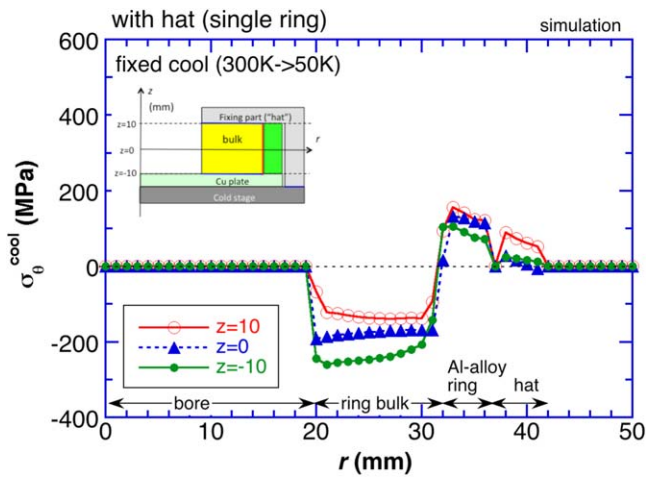 with hat (single ring)
simulation
fixed cool (300K->50K)
z
(mm)
Fixing part ("hat")
z=10
bulk
r
z=0
z=-10
Cu plate
Cold stage
600
400
200
0
-200
-400
σθ^cool (MPa)
z=10
z=0
z=-10
Al-alloy
ring
hat
bore
ring bulk
0 10 20 30 40 50
r (mm)